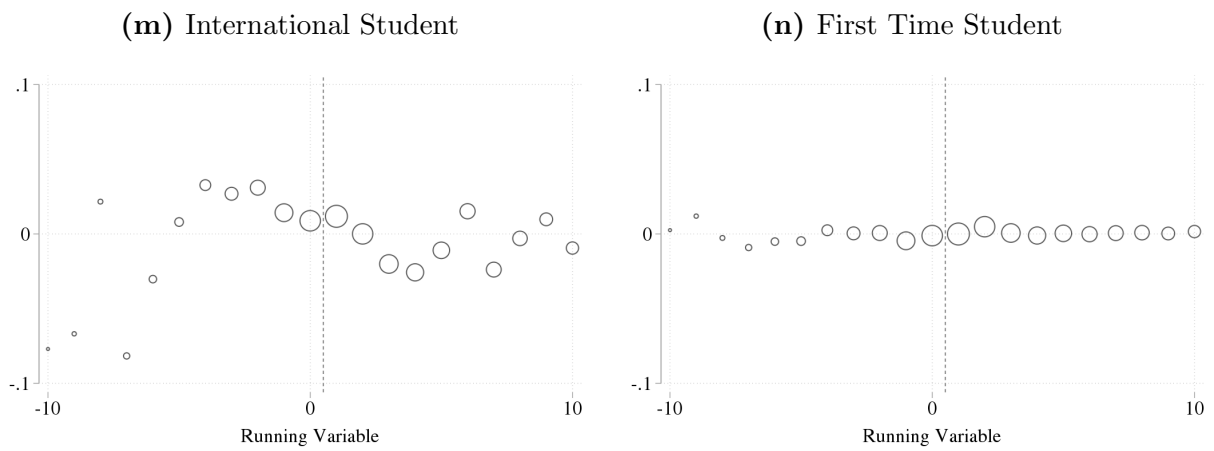 (m) International Student
.1
0
-.1
-10 0 10
Running Variable
(n) First Time Student
.1
0
-.1
-10 0 10
Running Variable